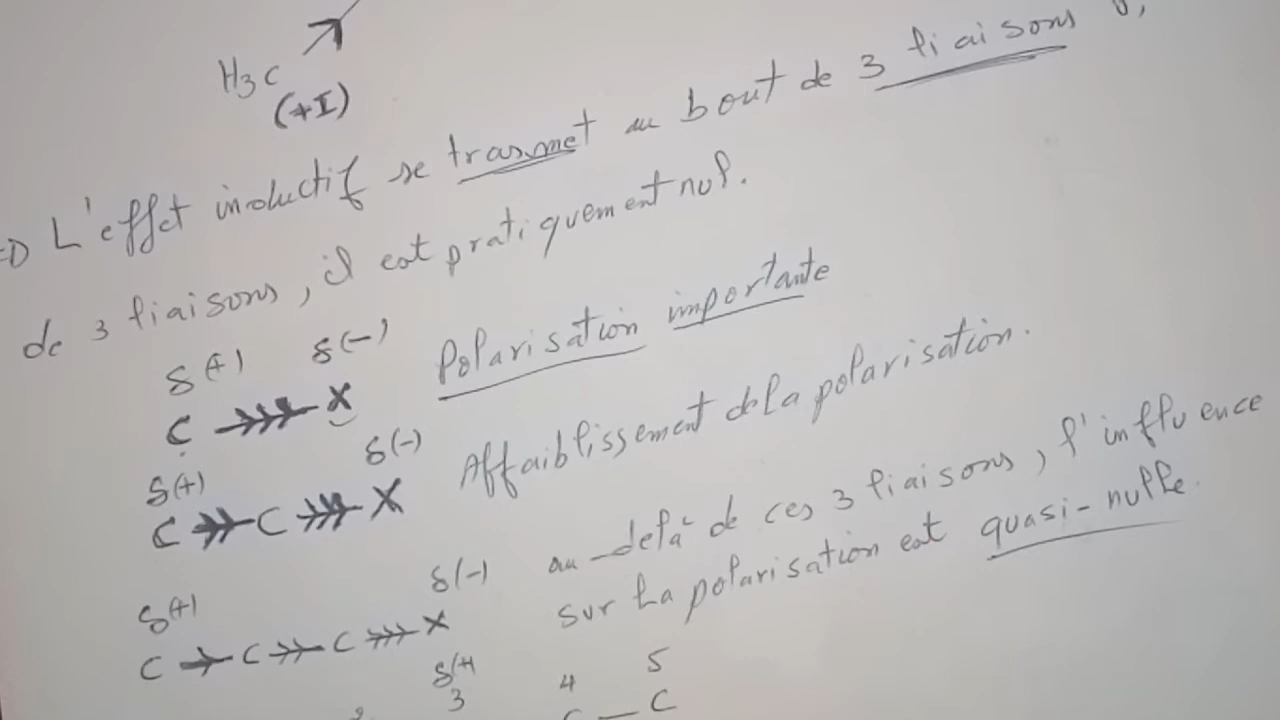 H3C
(+I)
L'effet inductif se trasmet au bout de 3 liaisons
de 3 liaisons, il est pratiquement nul.
δ(+) δ(-)
C X Polarisation importante
δ(+) δ(-)
C C X Affaiblissement de la polarisation.
δ(+) δ(-) au-delà de ces 3 liaisons, l'influence
C C C X sur la polarisation est quasi-nulle.
δ(+)
3 4 5
C